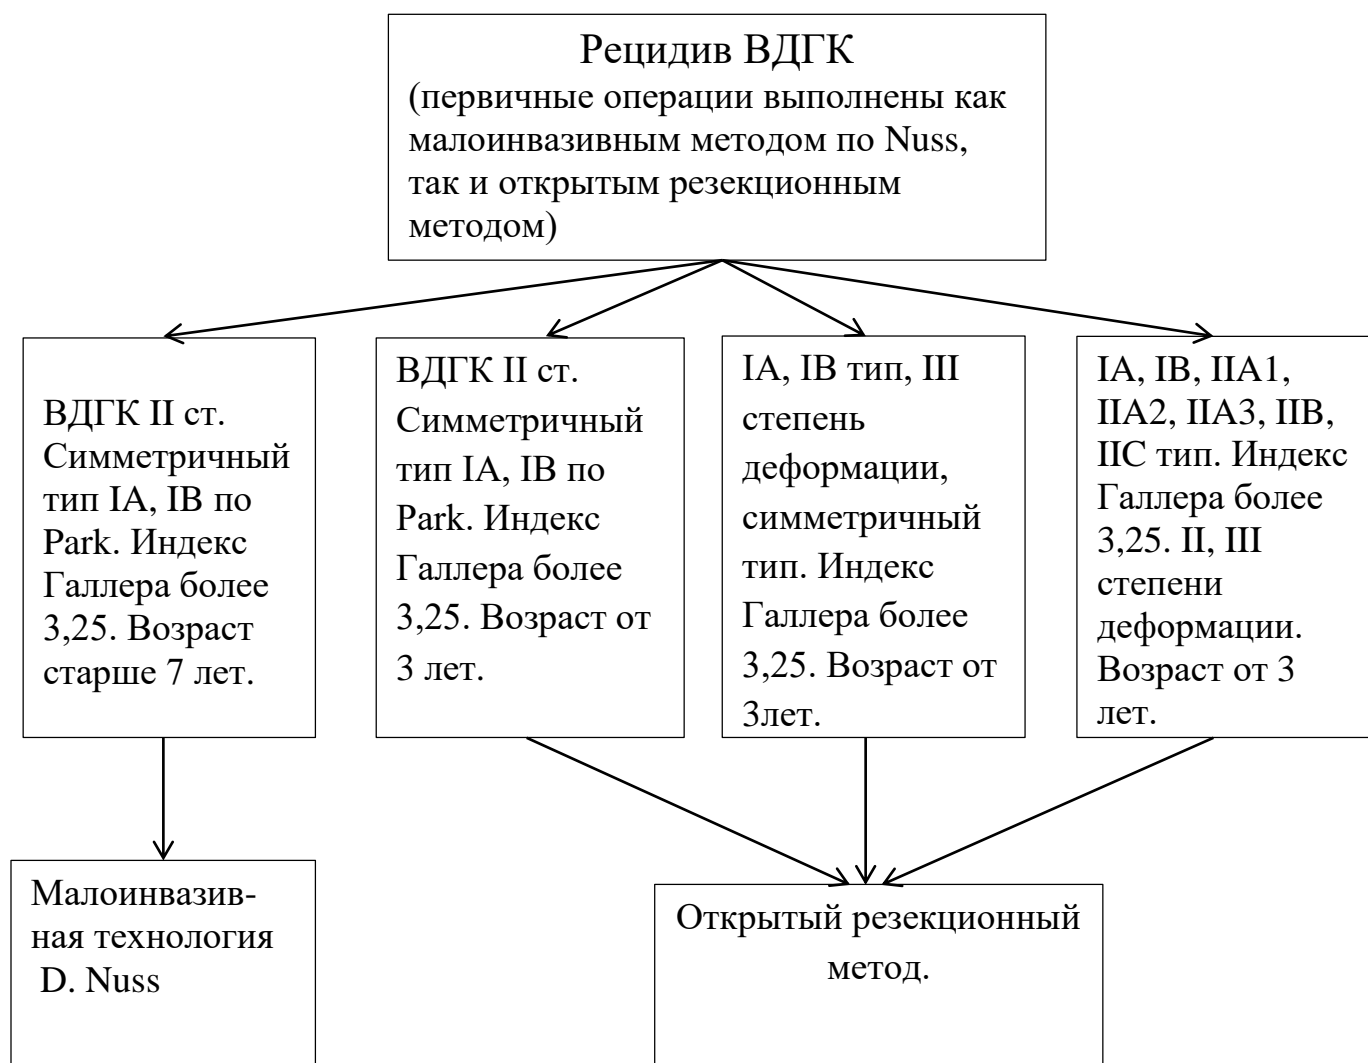 Рецидив ВДГК
(первичные операции выполнены как
малоинвазивным методом по Nuss,
так и открытым резекционным
методом)
ВДГК II ст.
Симметричный
тип IA, IB по
Park. Индекс
Галлера более
3,25. Возраст
старше 7 лет.
ВДГК II ст.
Симметричный
тип IA, IB по
Park. Индекс
Галлера более
3,25. Возраст от
3 лет.
IA, IB тип, III
степень
деформации,
симметричный
тип. Индекс
Галлера более
3,25. Возраст от
3лет.
IA, IB, IIA1,
IIA2, IIA3, IIB,
IIC тип. Индекс
Галлера более
3,25. II, III
степени
деформации.
Возраст от 3
лет.
Малоинвазив-
ная технология
D. Nuss
Открытый резекционный
метод.